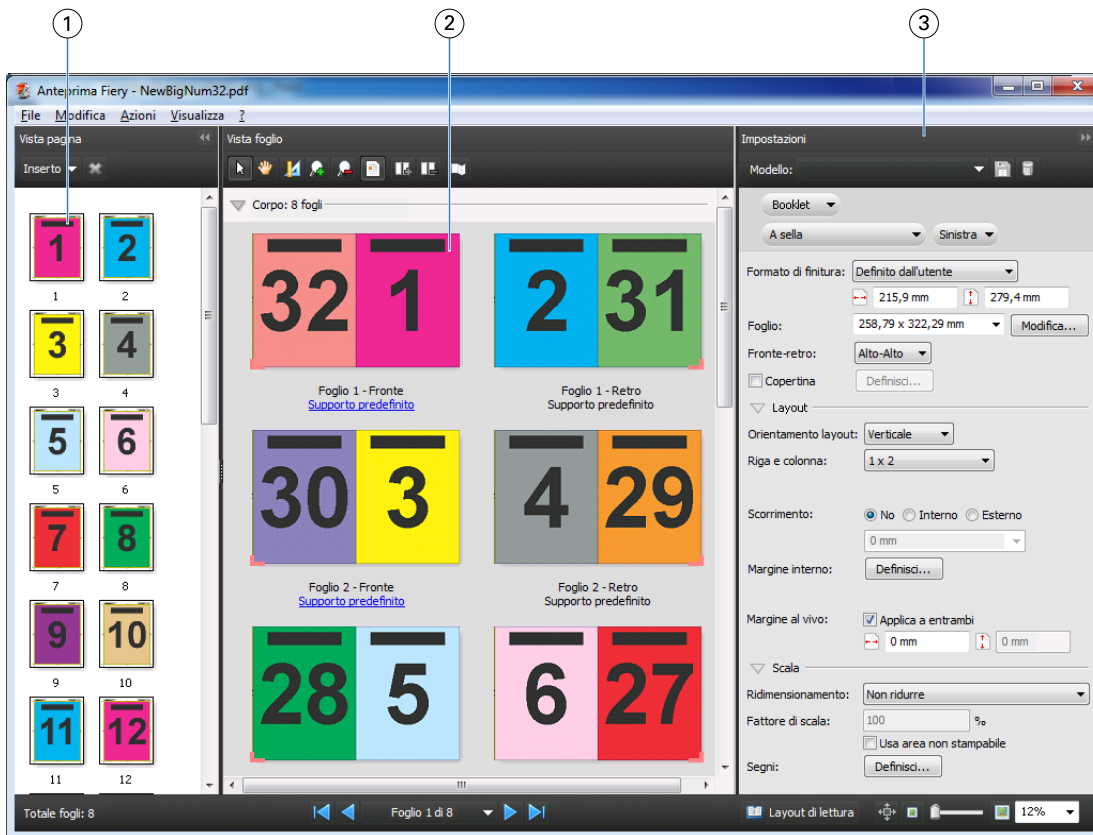 1 2 3
Anteprima Fiery - NewBigNum32.pdf
File Modifica Azioni Visualizza ?
Vista pagina
Inserto
1 2
1 2
3 4
3 4
5 6
5 6
7 8
7 8
9 10
9 10
11 12
11 12
Totale fogli: 8
Vista foglio
Corpo: 8 fogli
32 1 2 31
Foglio 1 - Fronte Foglio 1 - Retro
Supporto predefinito Supporto predefinito
30 3 4 29
Foglio 2 - Fronte Foglio 2 - Retro
Supporto predefinito Supporto predefinito
28 5 6 27
Foglio 1 di 8
Impostazioni
Modello:
Booklet
A sella Sinistra
Formato di finitura: Definito dall'utente
215,9 mm 279,4 mm
Foglio: 258,79 x 322,29 mm Modifica...
Fronte-retro: Alto-Alto
Copertina Definisci...
Layout
Orientamento layout: Verticale
Riga e colonna: 1 x 2
Scorrimento: No Interno Esterno
0 mm
Margine interno: Definisci...
Margine al vivo: Applica a entrambi
0 mm 0 mm
Scala
Ridimensionamento: Non ridurre
Fattore di scala: 100 %
Usa area non stampabile
Segni: Definisci...
Layout di lettura 12%